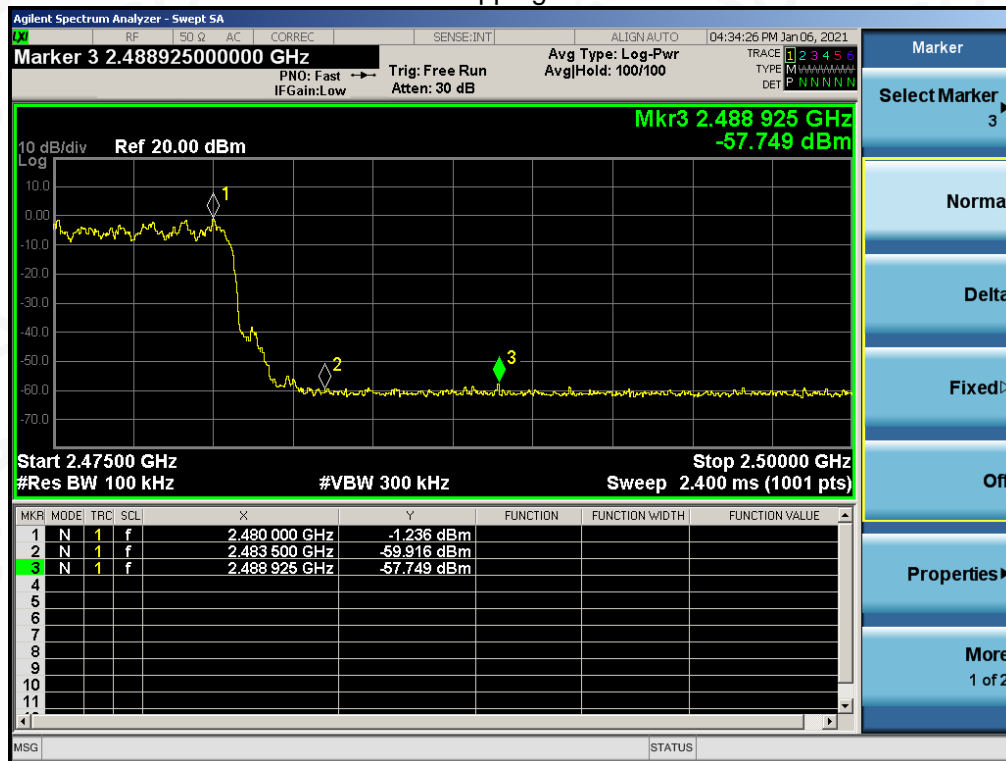 Agilent Spectrum Analyzer - Swept SA
LXI RF 50 Ω AC CORREC SENSE:INT ALIGN AUTO 04:34:26 PM Jan 06, 2021
Marker 3 2.488925000000 GHz
PNO: Fast
IFGain:Low
Trig: Free Run
Atten: 30 dB
Avg Type: Log-Pwr
Avg|Hold: 100/100
TRACE 1 2 3 4 5 6
TYPE M
DET P N N N N N
Mkr3 2.488 925 GHz
-57.749 dBm
10 dB/div Ref 20.00 dBm
Log
10.0
0.00
-10.0
-20.0
-30.0
-40.0
-50.0
-60.0
-70.0
1
2
3
Start 2.47500 GHz Stop 2.50000 GHz
#Res BW 100 kHz #VBW 300 kHz Sweep 2.400 ms (1001 pts)
MKR MODE TRC SCL X Y FUNCTION FUNCTION WIDTH FUNCTION VALUE
1 N 1 f 2.480 000 GHz -1.236 dBm
2 N 1 f 2.483 500 GHz -59.916 dBm
3 N 1 f 2.488 925 GHz -57.749 dBm
4
5
6
7
8
9
10
11
MSG STATUS
Marker
Select Marker
3
Norma
Delta
Fixed
Off
Properties
More
1 of 2